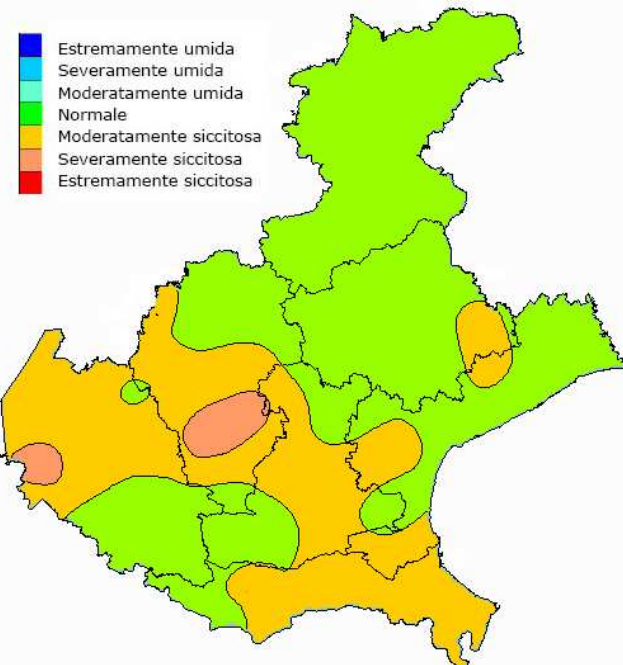 Estremamente umida
Severamente umida
Moderatamente umida
Normale
Moderatamente siccitosa
Severamente siccitosa
Estremamente siccitosa